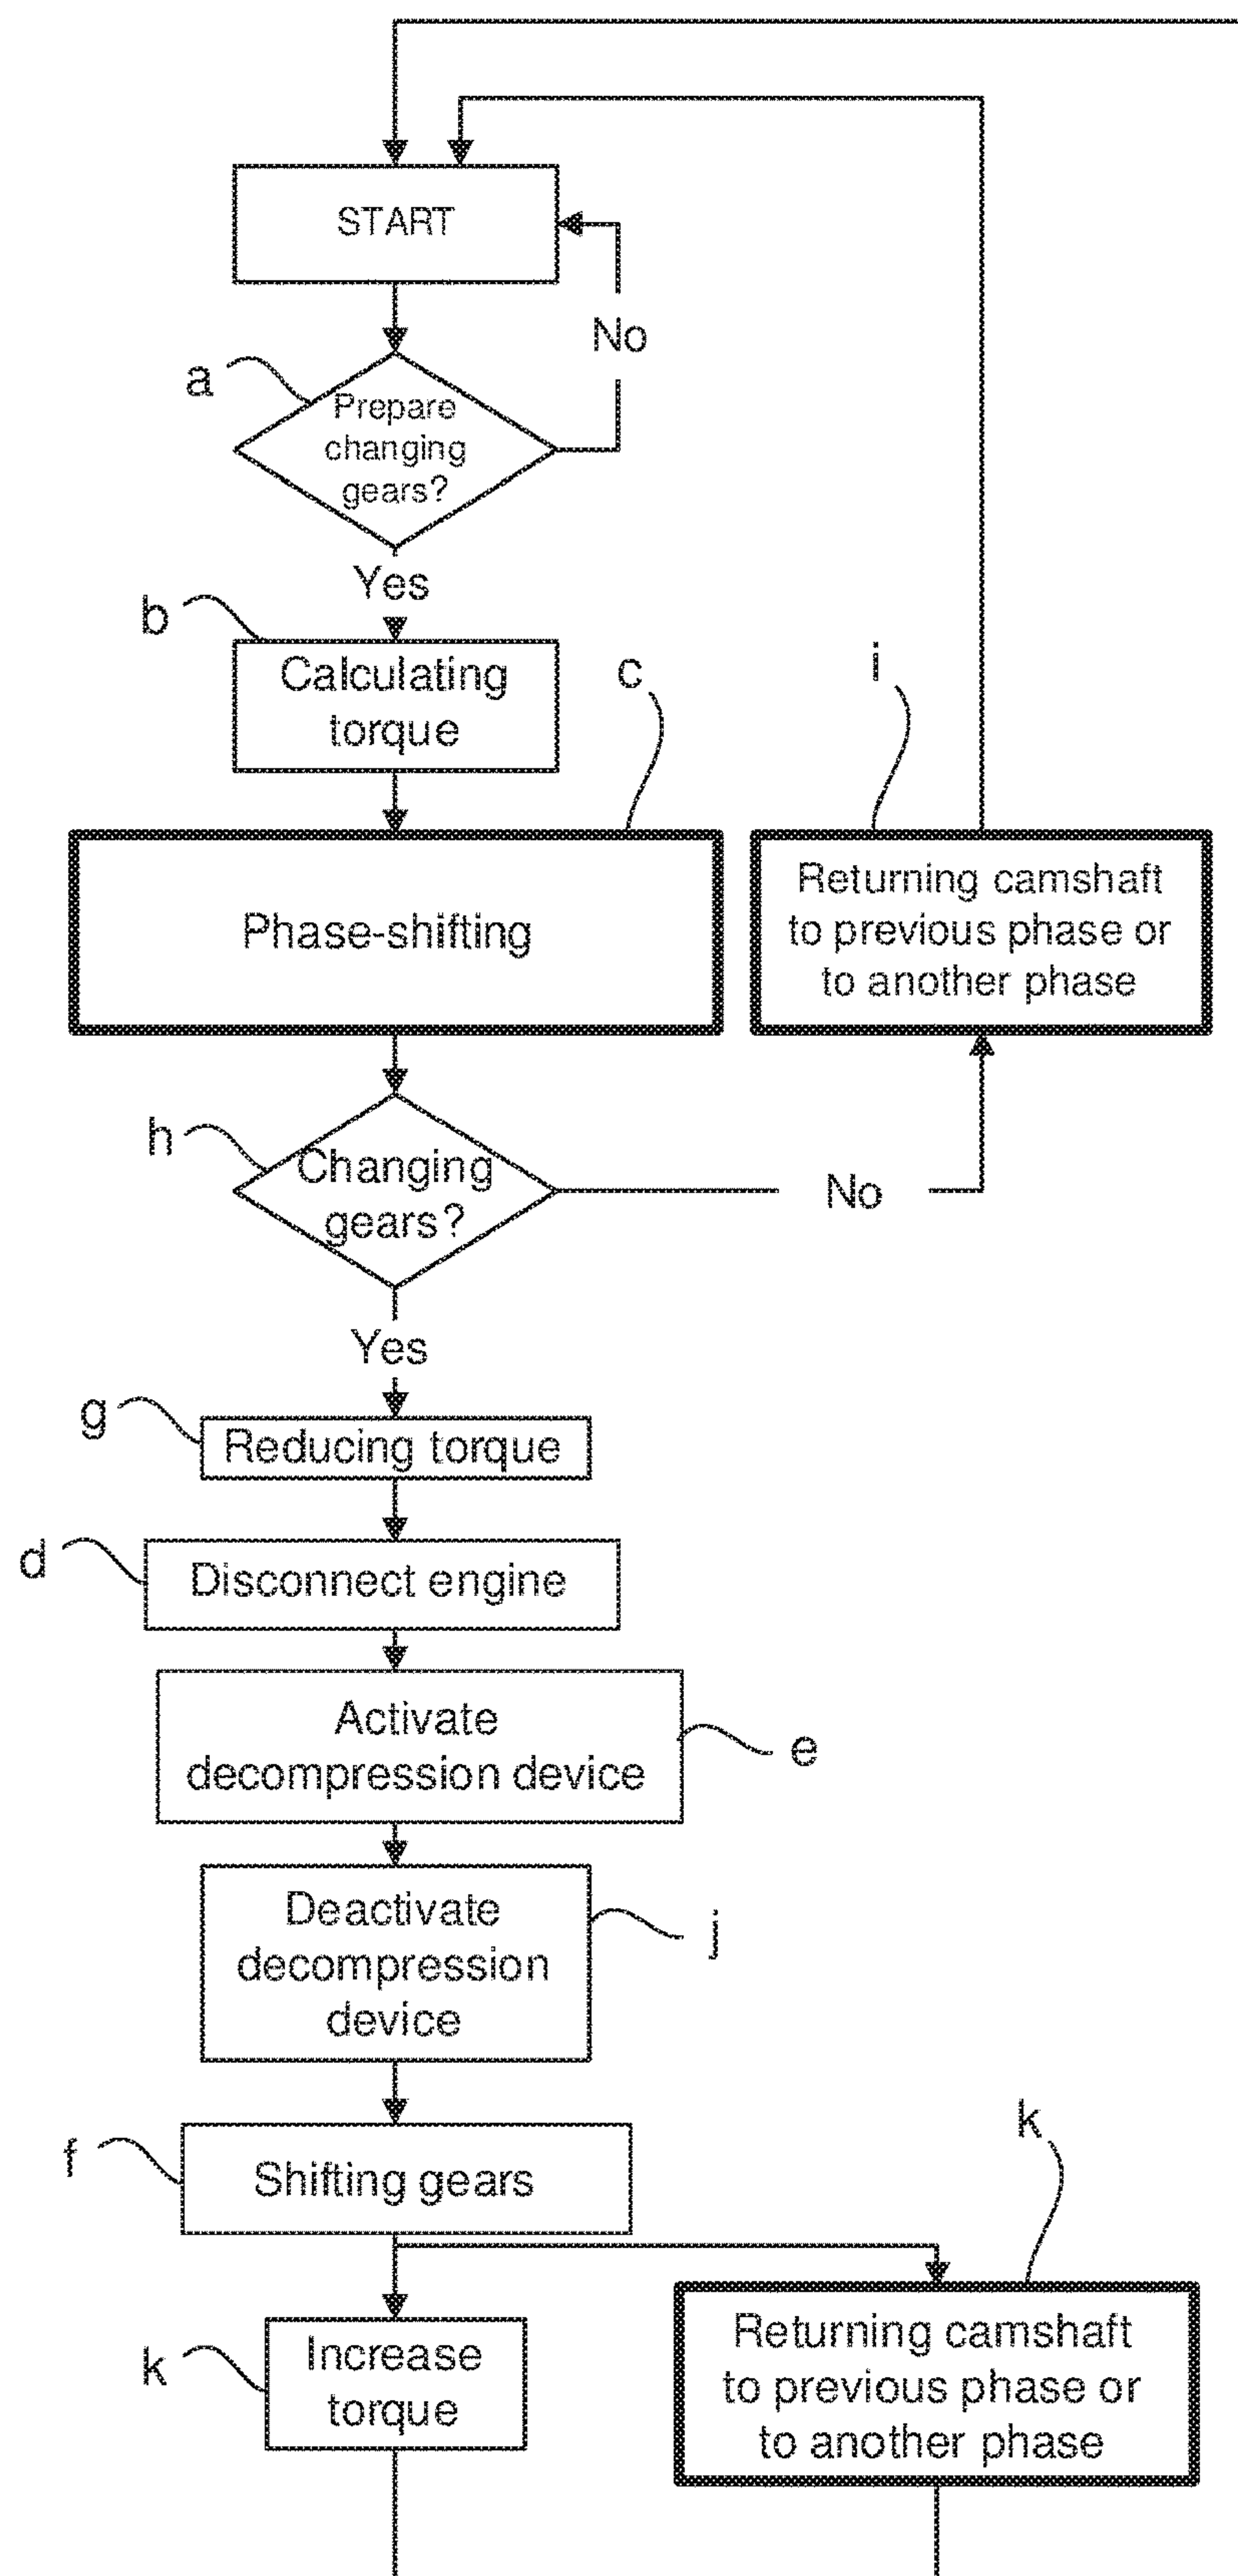 START
No
a
Prepare
changing
gears?
Yes
b
Calculating
torque
c
i
Phase-shifting
Returning camshaft
to previous phase or
to another phase
h
Changing
gears?
No
Yes
g
Reducing torque
d
Disconnect engine
Activate
decompression device
e
Deactivate
decompression
device
j
f
Shifting gears
k
k
Increase
torque
Returning camshaft
to previous phase or
to another phase